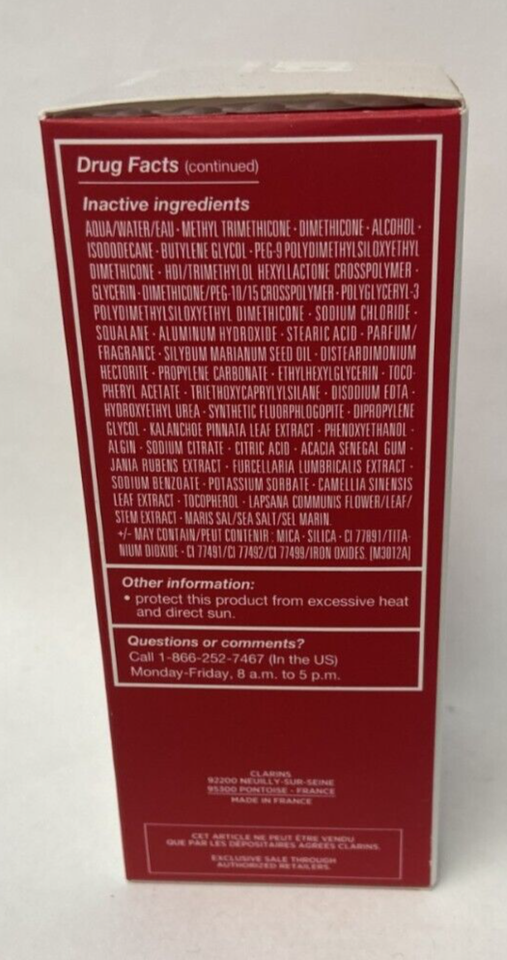 Drug Facts (continued)
Inactive ingredients
AQUA/WATER/EAU · METHYL TRIMETHICONE · DIMETHICONE · ALCOHOL ·
ISODODECANE · BUTYLENE GLYCOL · PEG-9 POLYDIMETHYLSILOXYETHYL
DIMETHICONE · HDI/TRIMETHYLOL HEXYLLACTONE CROSSPOLYMER ·
GLYCERIN · DIMETHICONE/PEG-10/15 CROSSPOLYMER · POLYGLYCERYL-3
POLYDIMETHYLSILOXYETHYL DIMETHICONE · SODIUM CHLORIDE ·
SQUALANE · ALUMINUM HYDROXIDE · STEARIC ACID · PARFUM/
FRAGRANCE · SILYBUM MARIANUM SEED OIL · DISTEARDIMONIUM
HECTORITE · PROPYLENE CARBONATE · ETHYLHEXYLGLYCERIN · TOCO-
PHERYL ACETATE · TRIETHOXYCAPRYLYLSILANE · DISODIUM EDTA ·
HYDROXYETHYL UREA · SYNTHETIC FLUORPHLOGOPITE · DIPROPYLENE
GLYCOL · KALANCHOE PINNATA LEAF EXTRACT · PHENOXYETHANOL ·
ALGIN · SODIUM CITRATE · CITRIC ACID · ACACIA SENEGAL GUM ·
JANIA RUBENS EXTRACT · FURCELLARIA LUMBRICALIS EXTRACT ·
SODIUM BENZOATE · POTASSIUM SORBATE · CAMELLIA SINENSIS
LEAF EXTRACT · TOCOPHEROL · LAPSANA COMMUNIS FLOWER/LEAF/
STEM EXTRACT · MARIS SAL/SEA SALT/SEL MARIN.
+/- MAY CONTAIN/PEUT CONTENIR : MICA · SILICA · CI 77891/TITA-
NIUM DIOXIDE · CI 77491/CI 77492/CI 77499/IRON OXIDES. [M3012A]
Other information:
• protect this product from excessive heat
and direct sun.
Questions or comments?
Call 1-866-252-7467 (In the US)
Monday-Friday, 8 a.m. to 5 p.m.
CLARINS
92200 NEUILLY-SUR-SEINE
95300 PONTOISE - FRANCE
MADE IN FRANCE
CET ARTICLE NE PEUT ÊTRE VENDU
QUE PAR LES DÉPOSITAIRES AGRÉÉS CLARINS.
EXCLUSIVE SALE THROUGH
AUTHORIZED RETAILERS.